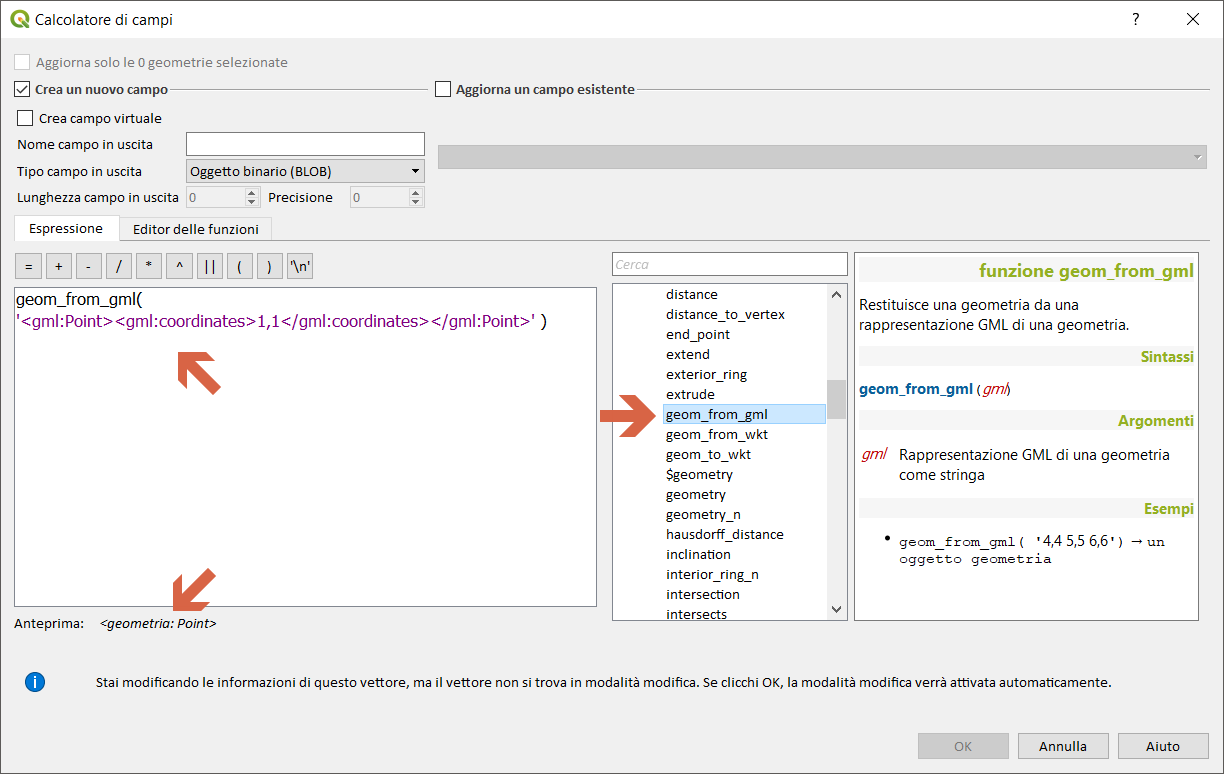 Calcolatore di campi
?
Aggiorna solo le 0 geometrie selezionate
Crea un nuovo campo
Aggiorna un campo esistente
Crea campo virtuale
Nome campo in uscita
Tipo campo in uscita
Oggetto binario (BLOB)
Lunghezza campo in uscita
0
Precisione
0
Espressione
Editor delle funzioni
= + - / * ^ || ( ) '\n'
geom_from_gml(
'<gml:Point><gml:coordinates>1,1</gml:coordinates></gml:Point>' )
Anteprima: <geometria: Point>
Cerca
distance
distance_to_vertex
end_point
extend
exterior_ring
extrude
geom_from_gml
geom_from_wkt
geom_to_wkt
$geometry
geometry
geometry_n
hausdorff_distance
inclination
interior_ring_n
intersection
intersects
funzione geom_from_gml
Restituisce una geometria da una
rappresentazione GML di una geometria.
Sintassi
geom_from_gml(gml)
Argomenti
gml Rappresentazione GML di una geometria
come stringa
Esempi
• geom_from_gml( '4,4 5,5 6,6') → un
oggetto geometria
i
Stai modificando le informazioni di questo vettore, ma il vettore non si trova in modalità modifica. Se clicchi OK, la modalità modifica verrà attivata automaticamente.
OK
Annulla
Aiuto